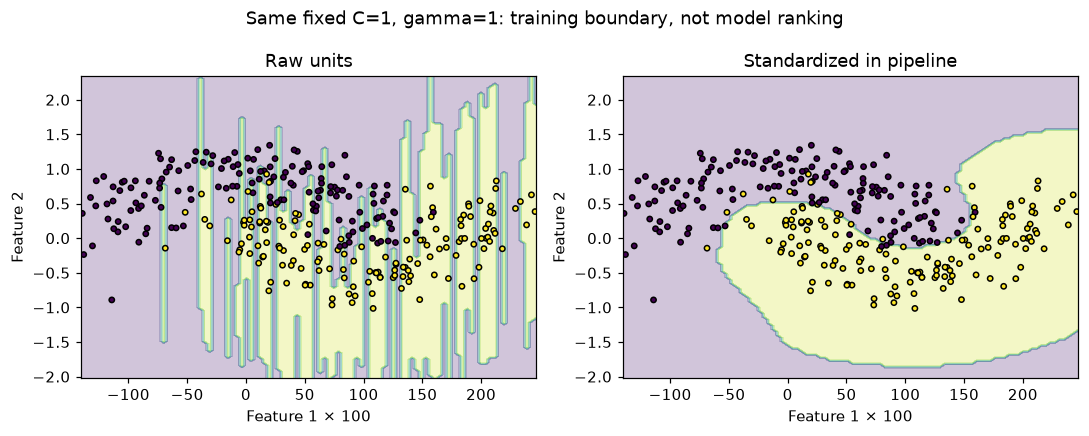 Same fixed C=1, gamma=1: training boundary, not model ranking
Raw units
Standardized in pipeline
Feature 2
2.0
1.5
1.0
0.5
0.0
−0.5
−1.0
−1.5
−2.0
−100 −50 0 50 100 150 200
Feature 1 × 100
Feature 2
2.0
1.5
1.0
0.5
0.0
−0.5
−1.0
−1.5
−2.0
−100 −50 0 50 100 150 200
Feature 1 × 100